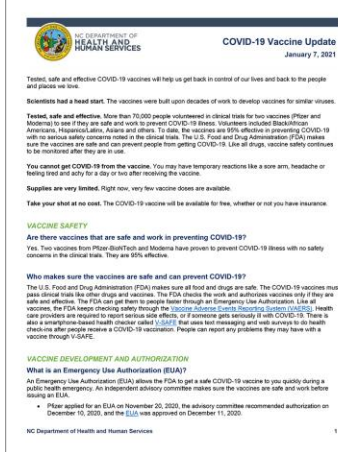 NC DEPARTMENT OF
HEALTH AND
HUMAN SERVICES
COVID-19 Vaccine Update
January 7, 2021
Tested, safe and effective COVID-19 vaccines will help us get back in control of our lives and back to the people
and places we love.
Scientists had a head start. The vaccines were built upon decades of work to develop vaccines for similar viruses.
Tested, safe and effective. More than 70,000 people volunteered in clinical trials for two vaccines (Pfizer and
Moderna) to see if they are safe and work to prevent COVID-19 illness. Volunteers included Black/African
Americans, Hispanics/Latinx, Asians and others. To date, the vaccines are 95% effective in preventing COVID-19
with no serious safety concerns noted in the clinical trials. The U.S. Food and Drug Administration (FDA) makes
sure the vaccines are safe and can prevent people from getting COVID-19. Like all drugs, vaccine safety continues
to be monitored after they are in use.
You cannot get COVID-19 from the vaccine. You may have temporary reactions like a sore arm, headache or
feeling tired and achy for a day or two after receiving the vaccine.
Supplies are very limited. Right now, very few vaccine doses are available.
Take your shot at no cost. The COVID-19 vaccine will be available for free, whether or not you have insurance.
VACCINE SAFETY
Are there vaccines that are safe and work in preventing COVID-19?
Yes. Two vaccines from Pfizer-BioNTech and Moderna have proven to prevent COVID-19 illness with no safety
concerns in the clinical trials. They are 95% effective.
Who makes sure the vaccines are safe and can prevent COVID-19?
The U.S. Food and Drug Administration (FDA) makes sure all food and drugs are safe. The COVID-19 vaccines mus
pass clinical trials like other drugs and vaccines. The FDA checks the work and authorizes vaccines only if they are
safe and effective. The FDA can get them to people faster through an Emergency Use Authorization. Like all
vaccines, the FDA keeps checking safety through the Vaccine Adverse Events Reporting System (VAERS). Health
care providers are required to report serious side effects, or if someone gets seriously ill with COVID-19. There is
also a smartphone-based health checker called V-SAFE that uses text messaging and web surveys to do health
check-ins after people receive a COVID-19 vaccination. People can report any problems they may have with a
vaccine through V-SAFE.
VACCINE DEVELOPMENT AND AUTHORIZATION
What is an Emergency Use Authorization (EUA)?
An Emergency Use Authorization (EUA) allows the FDA to get a safe COVID-19 vaccine to you quickly during a
public health emergency. An independent advisory committee makes sure the vaccines are safe and work before
issuing an EUA.
• Pfizer applied for an EUA on November 20, 2020, the advisory committee recommended authorization on
December 10, 2020, and the EUA was approved on December 11, 2020.
NC Department of Health and Human Services
1